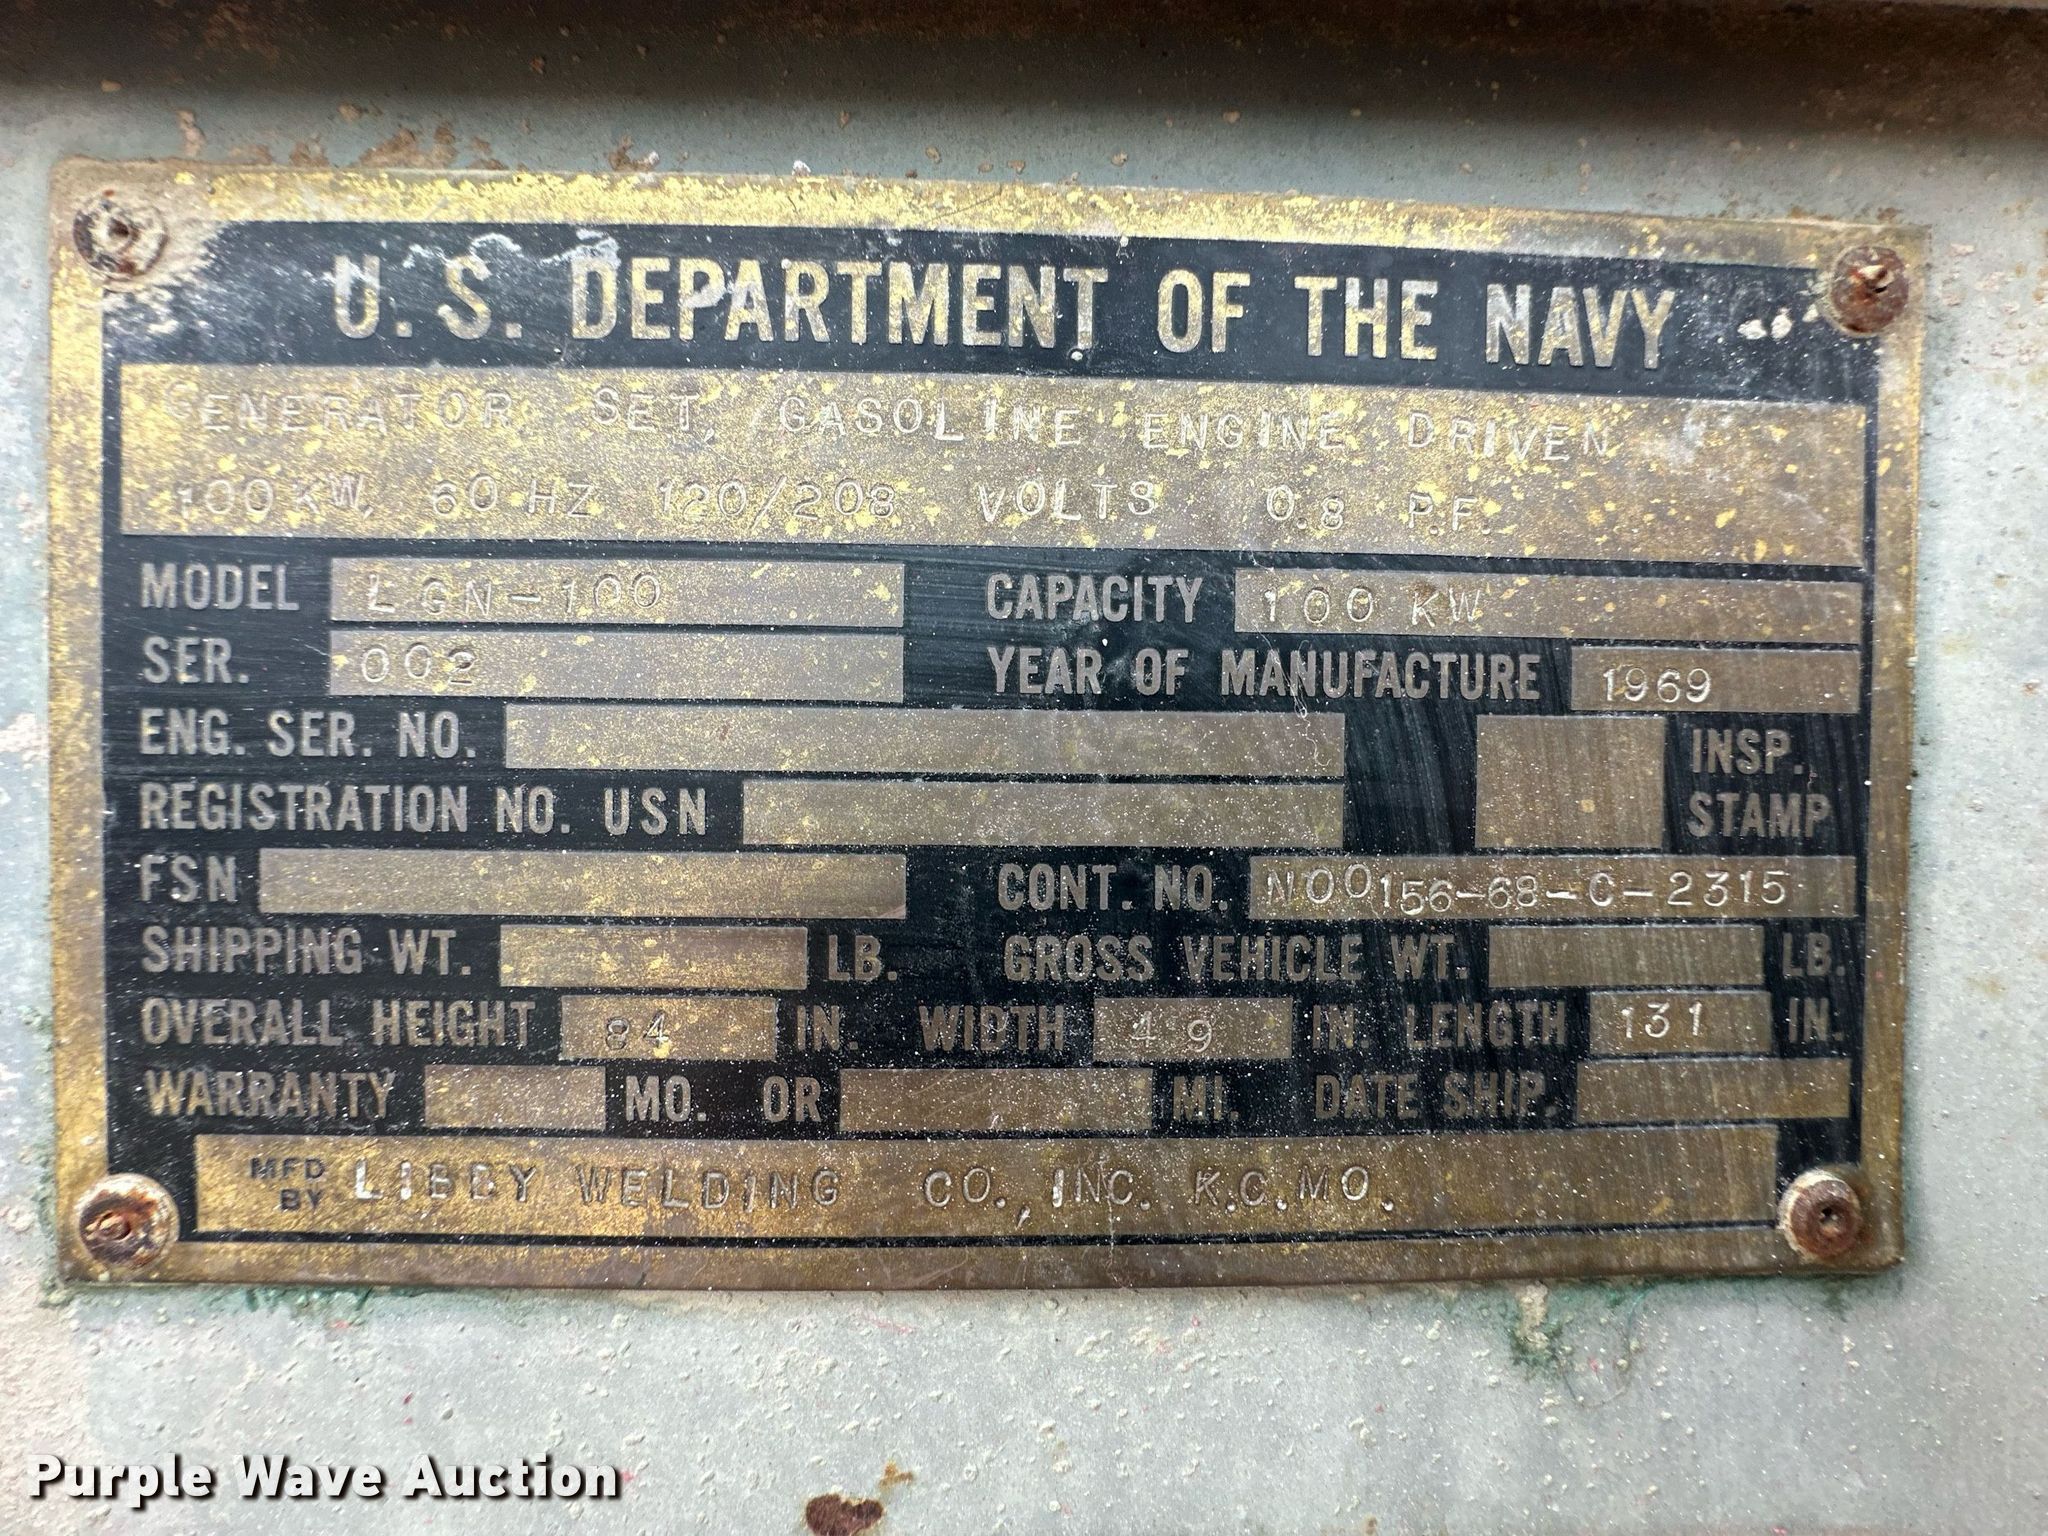 U. S. DEPARTMENT OF THE NAVY
GENERATOR SET, GASOLINE ENGINE DRIVEN
100 KW, 60 HZ 120/208 VOLTS 0.8 P.F.
MODEL LGN-100 CAPACITY 100 KW
SER. 002 YEAR OF MANUFACTURE 1969
ENG. SER. NO. INSP.
REGISTRATION NO. USN STAMP
FSN CONT. NO. N00156-68-C-2315
SHIPPING WT. LB. GROSS VEHICLE WT. LB.
OVERALL HEIGHT 84 IN. WIDTH 49 IN. LENGTH 131 IN.
WARRANTY MO. OR MI. DATE SHIP.
MFD BY LIBBY WELDING CO., INC. K.C. MO.
Purple Wave Auction